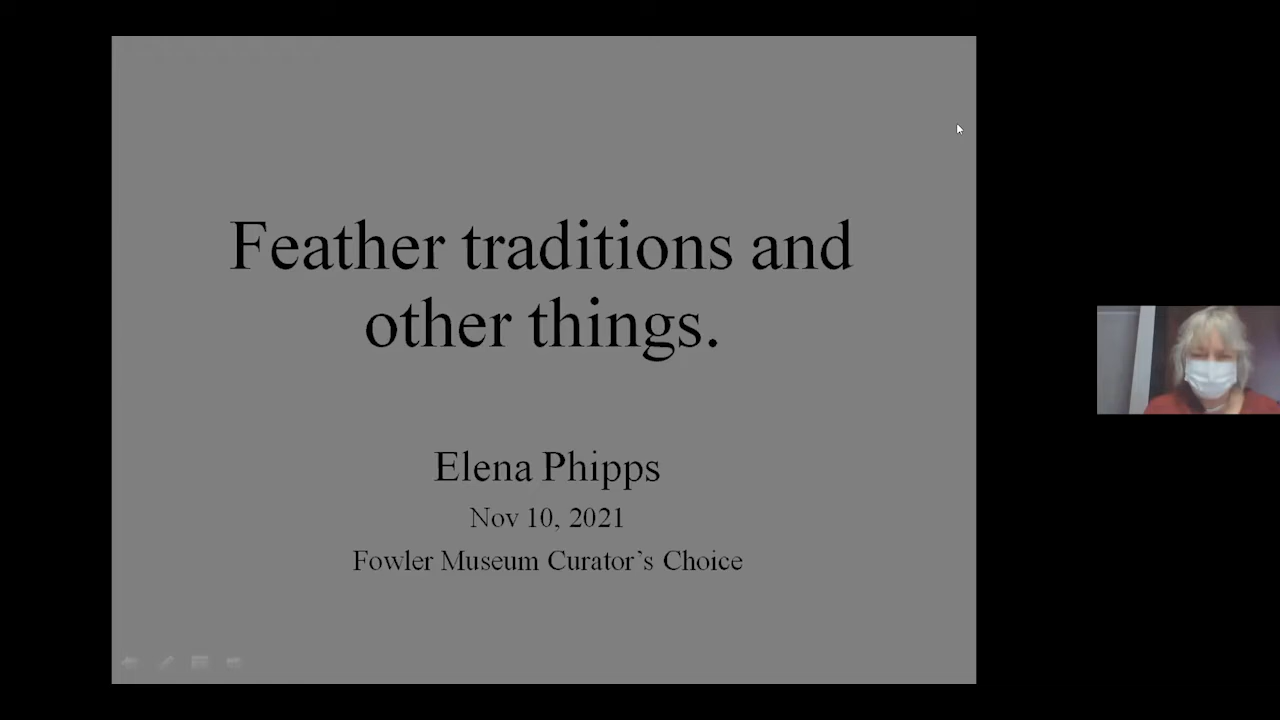 Feather traditions and
other things.
Elena Phipps
Nov 10, 2021
Fowler Museum Curator’s Choice